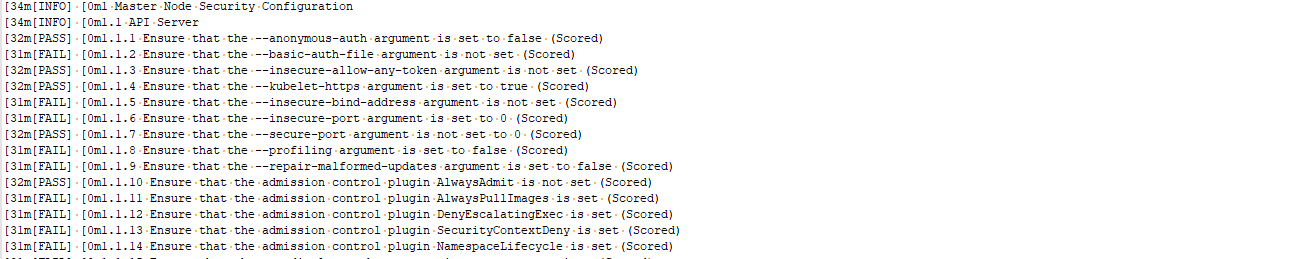 [34m[INFO] [0m1 Master Node Security Configuration
[34m[INFO] [0m1.1 API Server
[32m[PASS] [0m1.1.1 Ensure that the --anonymous-auth argument is set to false (Scored)
[31m[FAIL] [0m1.1.2 Ensure that the --basic-auth-file argument is not set (Scored)
[32m[PASS] [0m1.1.3 Ensure that the --insecure-allow-any-token argument is not set (Scored)
[32m[PASS] [0m1.1.4 Ensure that the --kubelet-https argument is set to true (Scored)
[31m[FAIL] [0m1.1.5 Ensure that the --insecure-bind-address argument is not set (Scored)
[31m[FAIL] [0m1.1.6 Ensure that the --insecure-port argument is set to 0 (Scored)
[32m[PASS] [0m1.1.7 Ensure that the --secure-port argument is not set to 0 (Scored)
[31m[FAIL] [0m1.1.8 Ensure that the --profiling argument is set to false (Scored)
[31m[FAIL] [0m1.1.9 Ensure that the --repair-malformed-updates argument is set to false (Scored)
[32m[PASS] [0m1.1.10 Ensure that the admission control plugin AlwaysAdmit is not set (Scored)
[31m[FAIL] [0m1.1.11 Ensure that the admission control plugin AlwaysPullImages is set (Scored)
[31m[FAIL] [0m1.1.12 Ensure that the admission control plugin DenyEscalatingExec is set (Scored)
[31m[FAIL] [0m1.1.13 Ensure that the admission control plugin SecurityContextDeny is set (Scored)
[31m[FAIL] [0m1.1.14 Ensure that the admission control plugin NamespaceLifecycle is set (Scored)